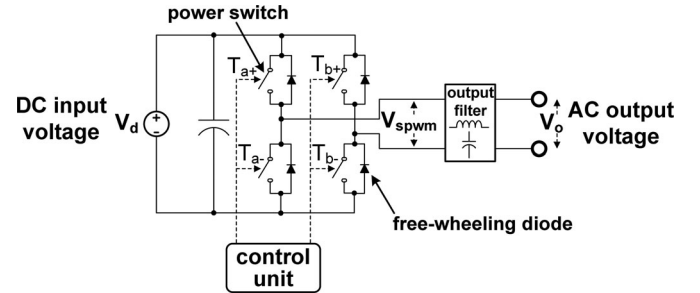 power switch
Ta+
Tb+
DC input
voltage
Vd
+
-
output
filter
Vspwm
Vo
AC output
voltage
Ta-
Tb-
free-wheeling diode
control
unit